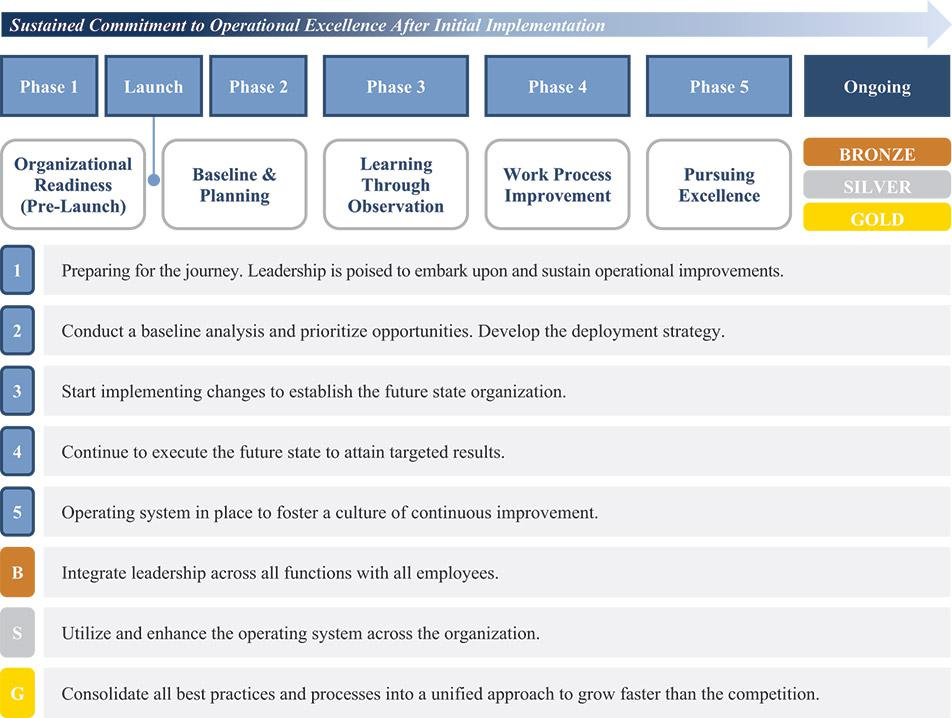 Sustained Commitment to Operational Excellence After Initial Implementation
Phase 1
Launch
Phase 2
Phase 3
Phase 4
Phase 5
Ongoing
Organizational
Readiness
(Pre-Launch)
Baseline &
Planning
Learning
Through
Observation
Work Process
Improvement
Pursuing
Excellence
BRONZE
SILVER
GOLD
1 Preparing for the journey. Leadership is poised to embark upon and sustain operational improvements.
2 Conduct a baseline analysis and prioritize opportunities. Develop the deployment strategy.
3 Start implementing changes to establish the future state organization.
4 Continue to execute the future state to attain targeted results.
5 Operating system in place to foster a culture of continuous improvement.
B Integrate leadership across all functions with all employees.
S Utilize and enhance the operating system across the organization.
G Consolidate all best practices and processes into a unified approach to grow faster than the competition.